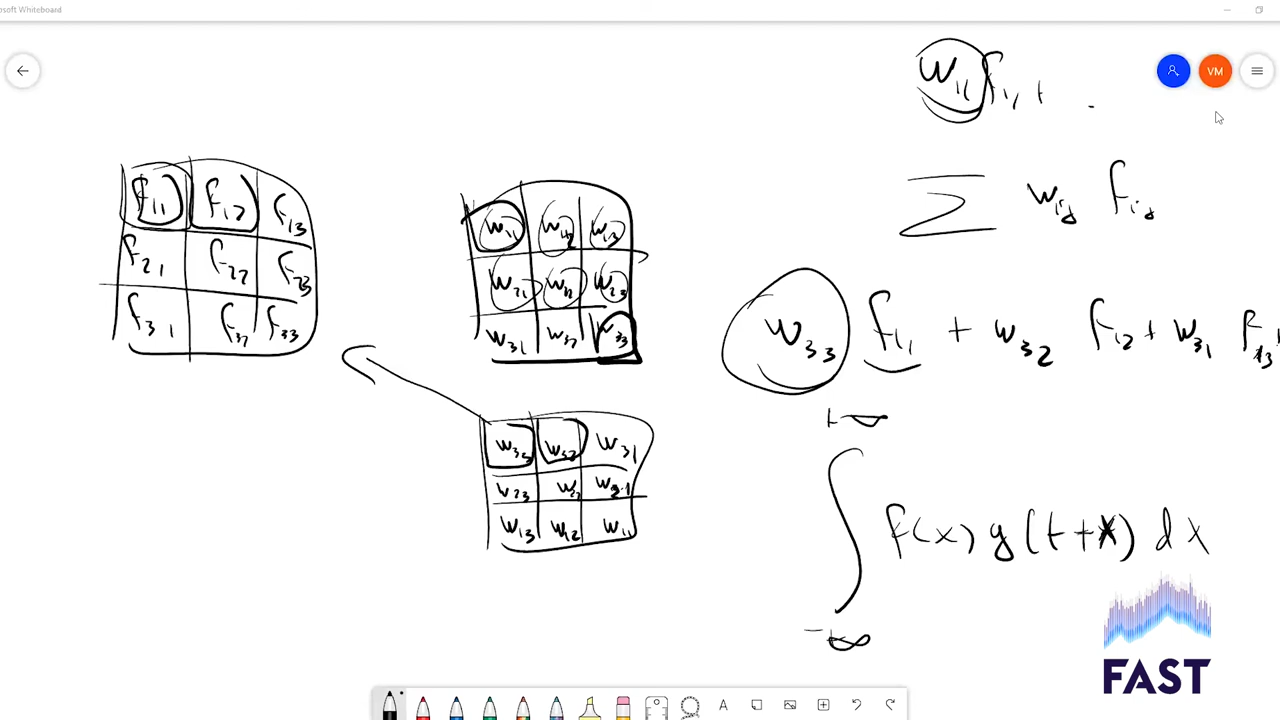 osoft Whiteboard
VM
w11 f11 + .
∑ wij fij
f11 f12 f13
f21 f22 f23
f31 f32 f33
w11 w12 w13
w21 w22 w23
w31 w32 w33
w33 f11 + w32 f12 + w31 f13
w33 w32 w31
w23 w22 w21
w13 w12 w11
+∞
∫ f(x) g(t+x) dx
-∞
A
FAST